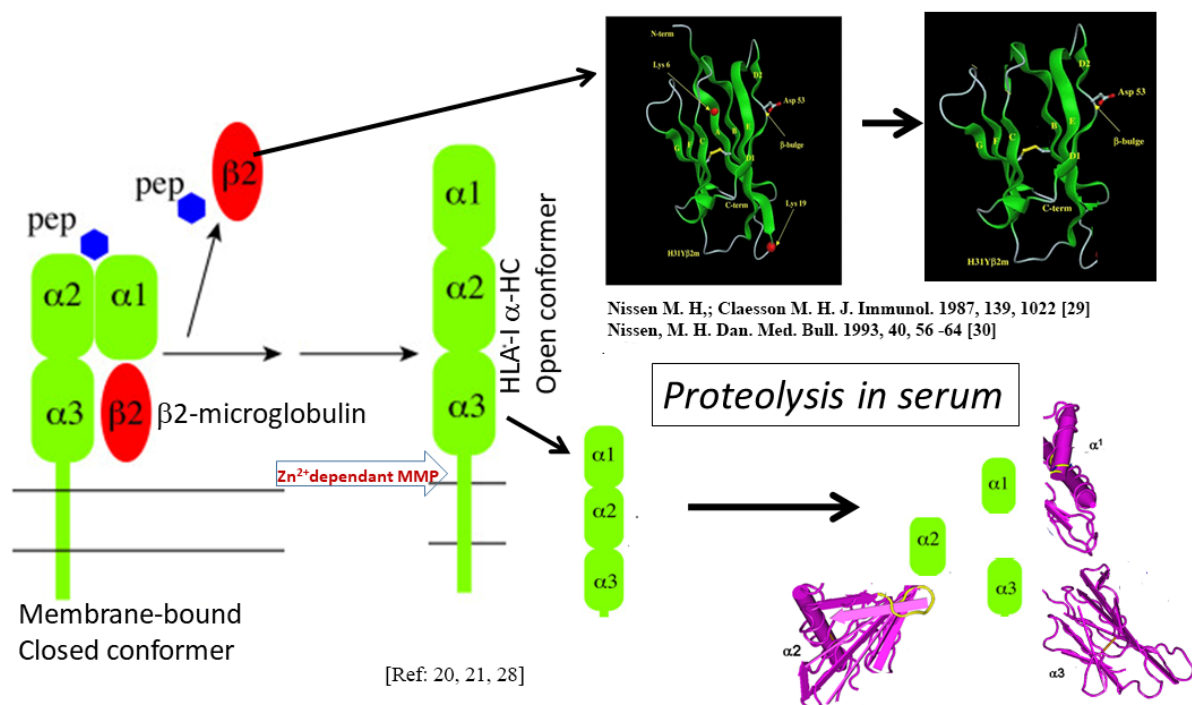 pep
α2
α1
α3
β2
β2-microglobulin
Membrane-bound
Closed conformer
pep
β2
α1
α2
α3
HLA-I α-HC
Open conformer
Zn2+dependant MMP
[Ref: 20, 21, 28]
N-term
Lys 6
D2
Asp 53
β-bulge
G
F
C
A
B
E
D1
C-term
Lys 19
H31Yβ2m
D2
Asp 53
β-bulge
G
F
C
B
E
D1
C-term
H31Yβ2m
Nissen M. H,; Claesson M. H. J. Immunol. 1987, 139, 1022 [29]
Nissen, M. H. Dan. Med. Bull. 1993, 40, 56 -64 [30]
Proteolysis in serum
α1
α2
α3
α1
α2
α3
α1
α2
α3